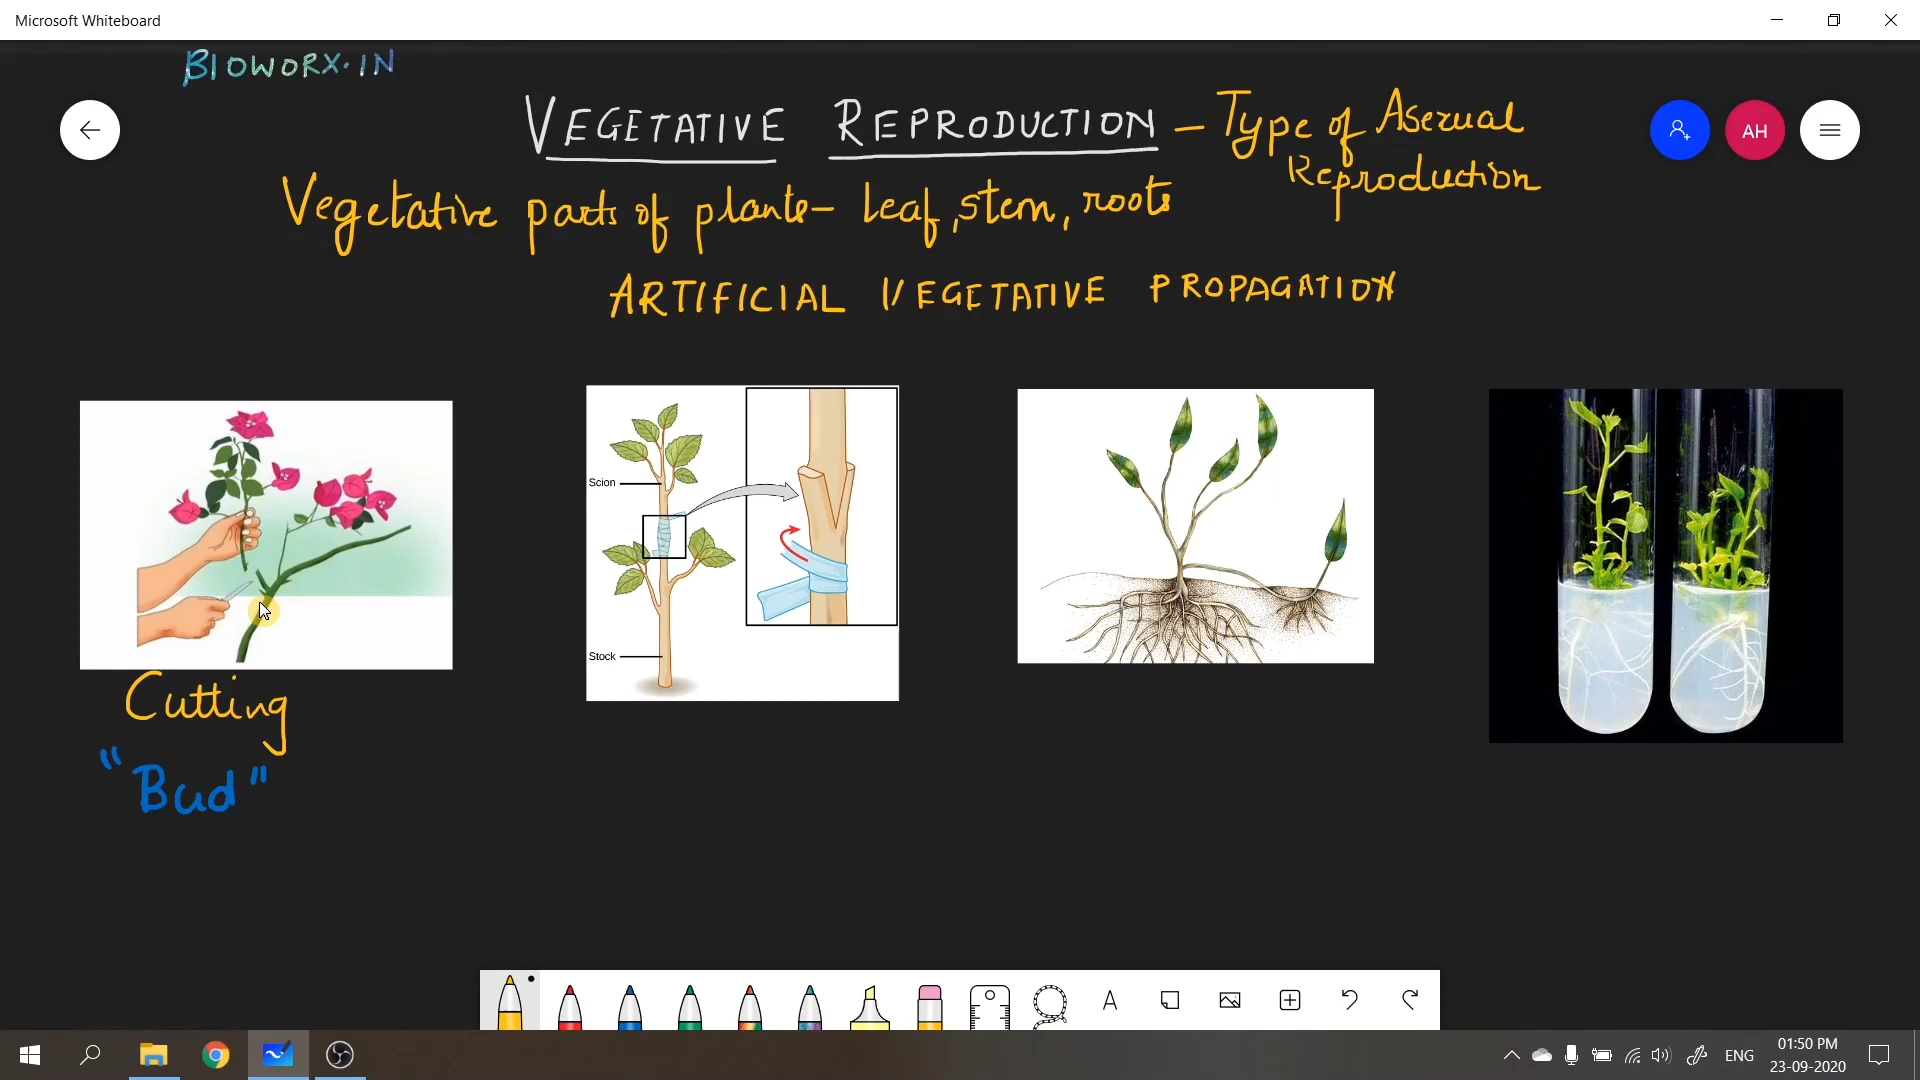 Microsoft Whiteboard
BIOWORX.IN
VEGETATIVE REPRODUCTION - Type of Asexual
Reproduction
AH
Vegetative parts of plants - leaf, stem, roots
ARTIFICIAL VEGETATIVE PROPAGATION
Scion
Stock
Cutting
"Bud"
A
ENG
01:50 PM
23-09-2020